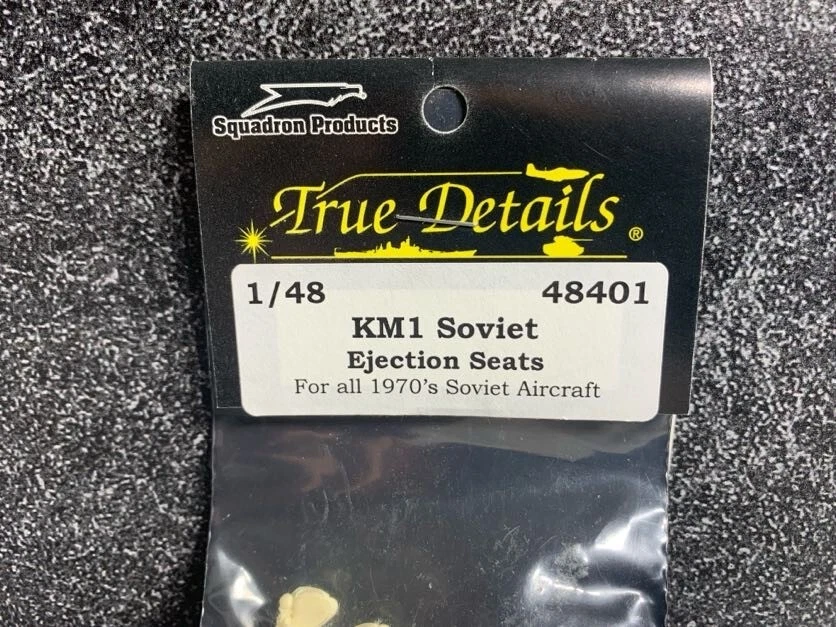 Squadron Products
True Details ®
1/48 48401
KM1 Soviet
Ejection Seats
For all 1970's Soviet Aircraft